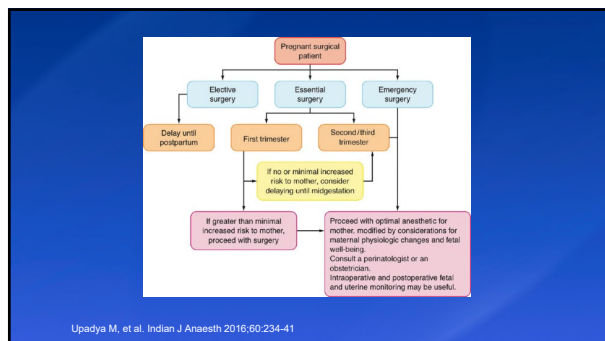 Pregnant surgical
patient
Elective
surgery
Essential
surgery
Emergency
surgery
Delay until
postpartum
First trimester
Second/third
trimester
If no or minimal increased
risk to mother, consider
delaying until midgestation
If greater than minimal
increased risk to mother,
proceed with surgery
Proceed with optimal anesthetic for
mother, modified by considerations for
maternal physiologic changes and fetal
well-being.
Consult a perinatologist or an
obstetrician.
Intraoperative and postoperative fetal
and uterine monitoring may be useful.
Upadya M, et al. Indian J Anaesth 2016;60:234-41